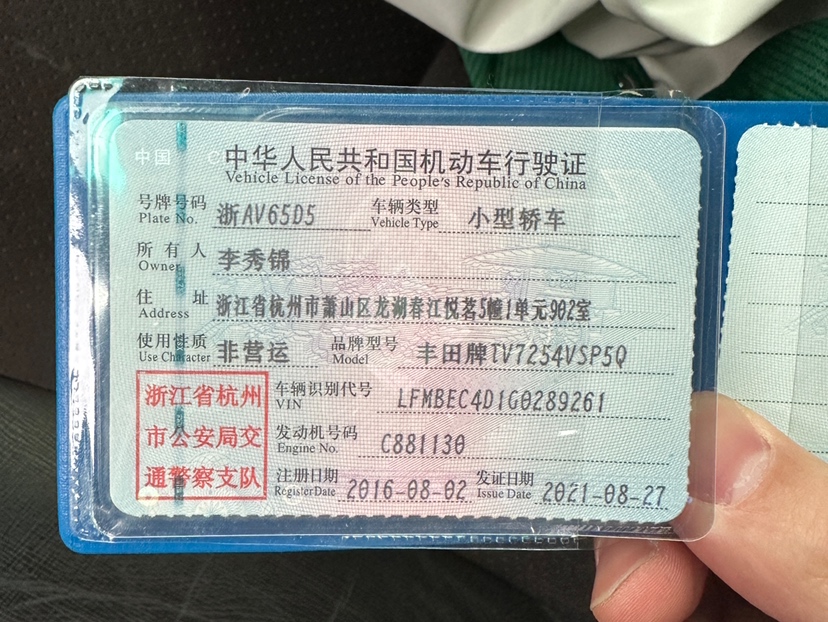 中国
中华人民共和国机动车行驶证
Vehicle License of the People's Republic of China
号牌号码 浙AV65D5 车辆类型 小型轿车
Plate No. Vehicle Type
所有人 李秀锦
Owner
住址 浙江省杭州市萧山区龙湖春江悦茗5幢1单元902室
Address
使用性质 非营运 品牌型号 丰田牌TV7254VSP5Q
Use Character Model
浙江省杭州
市公安局交
通警察支队
车辆识别代号 LFMBEC4D1G0289261
VIN
发动机号码 C881130
Engine No.
注册日期 2016-08-02 发证日期 2021-08-27
Register Date Issue Date